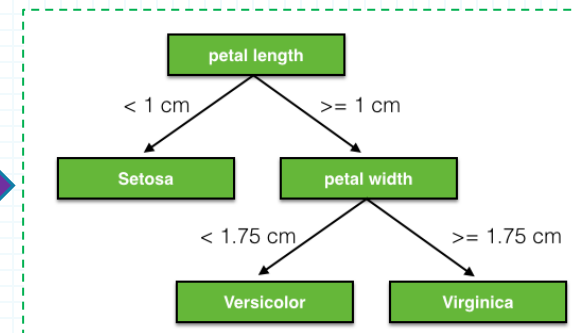 petal length
< 1 cm
>= 1 cm
Setosa
petal width
< 1.75 cm
>= 1.75 cm
Versicolor
Virginica